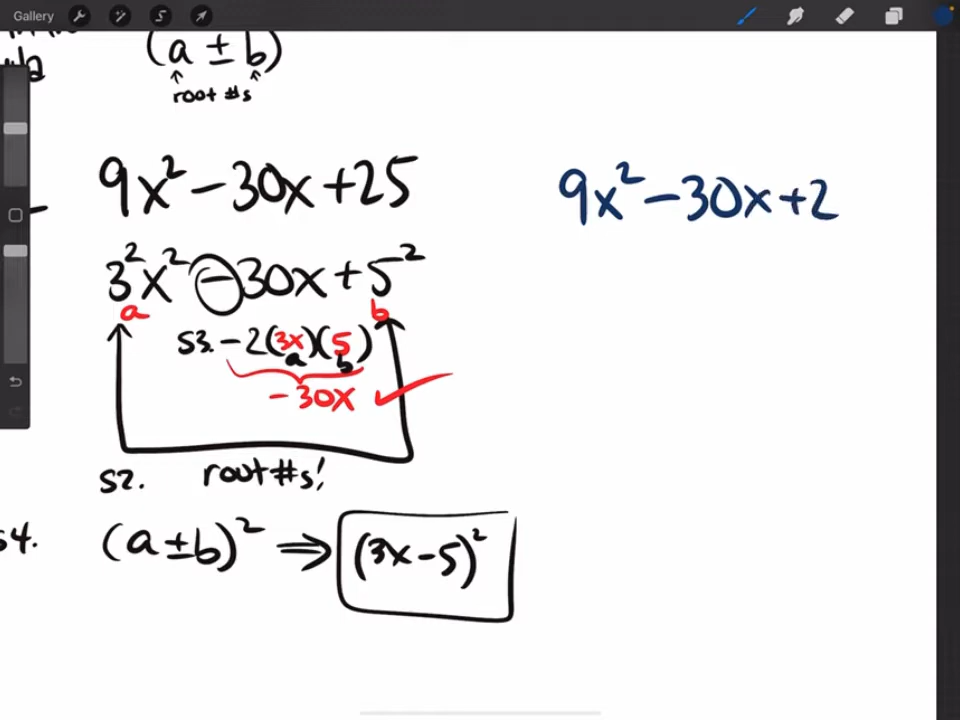 Gallery
(a ± b)
root #s
9x² - 30x + 25
9x² - 30x + 2
3²x² - 30x + 5²
a b
S3. - 2(3x)(5)
a b
- 30x ✓
S2. root #s!
S4. (a ± b)² ⇒ (3x - 5)²